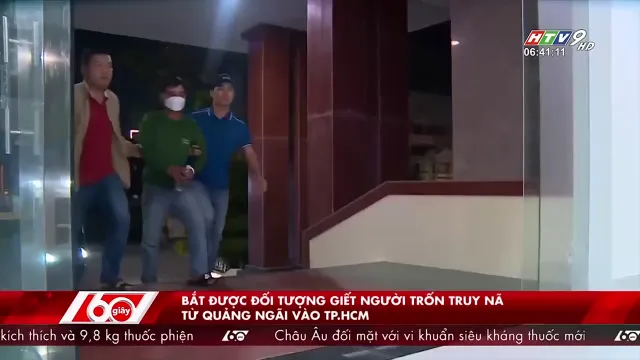 HTV9 HD
06:41:11
60 giây
BẮT ĐƯỢC ĐỐI TƯỢNG GIẾT NGƯỜI TRỐN TRUY NÃ
TỪ QUẢNG NGÃI VÀO TP.HCM
kích thích và 9,8 kg thuốc phiện Châu Âu đối mặt với vi khuẩn siêu kháng thuốc mới